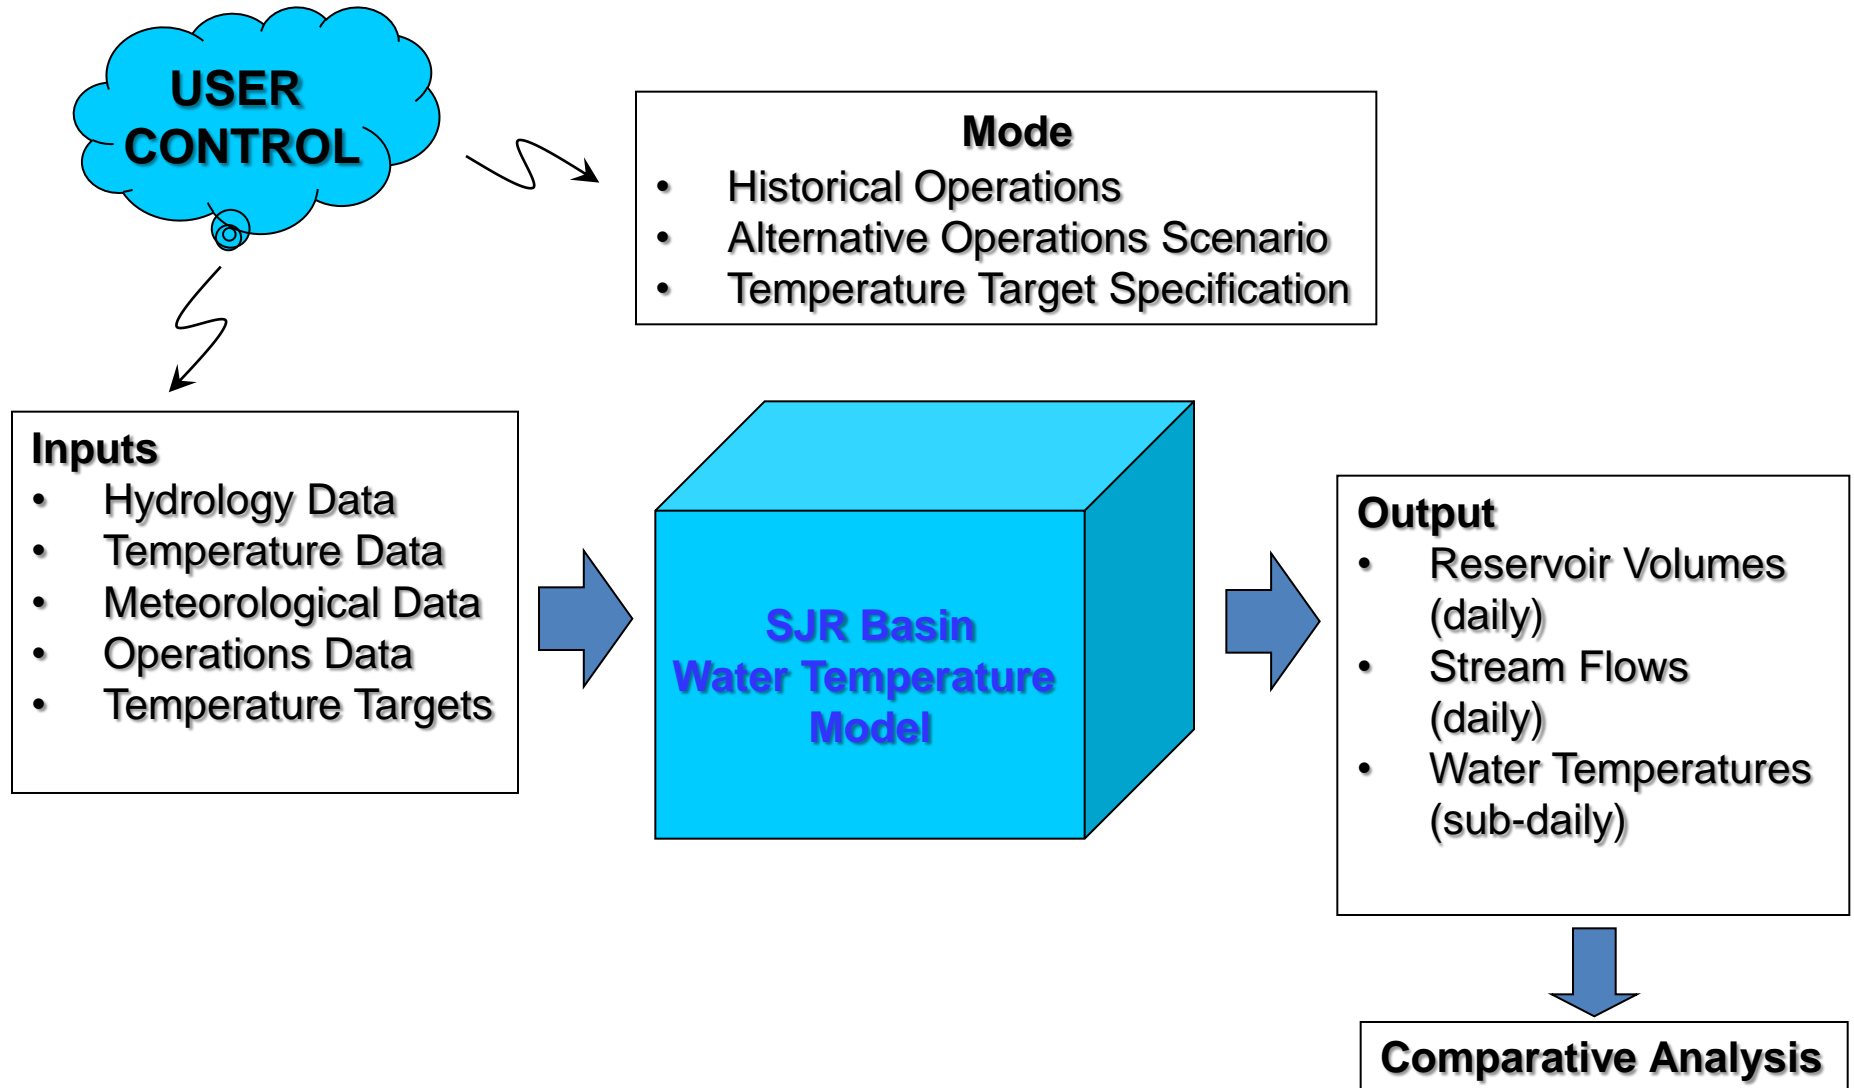 USER
CONTROL
Mode
• Historical Operations
• Alternative Operations Scenario
• Temperature Target Specification
Inputs
• Hydrology Data
• Temperature Data
• Meteorological Data
• Operations Data
• Temperature Targets
SJR Basin
Water Temperature
Model
Output
• Reservoir Volumes
(daily)
• Stream Flows
(daily)
• Water Temperatures
(sub-daily)
Comparative Analysis